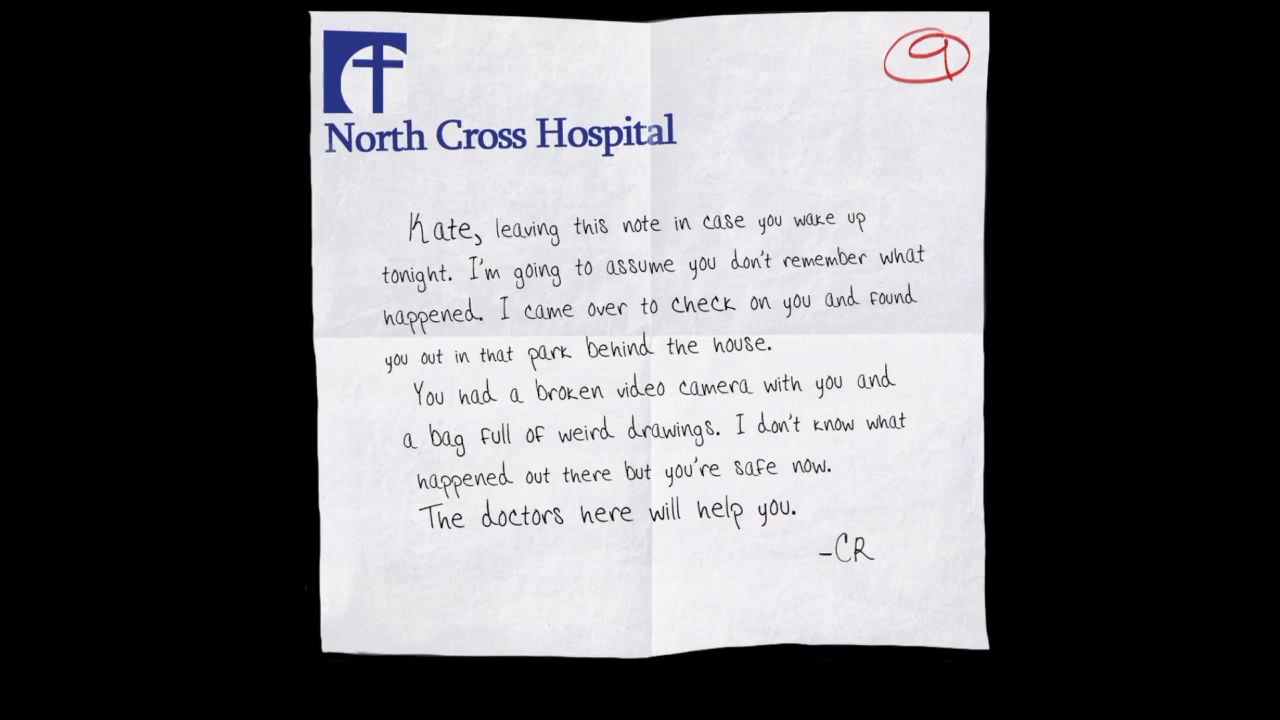 9
North Cross Hospital
Kate, leaving this note in case you wake up
tonight. I'm going to assume you don't remember what
happened. I came over to check on you and found
you out in that park behind the house.
You had a broken video camera with you and
a bag full of weird drawings. I don't know what
happened out there but you're safe now.
The doctors here will help you.
-CR